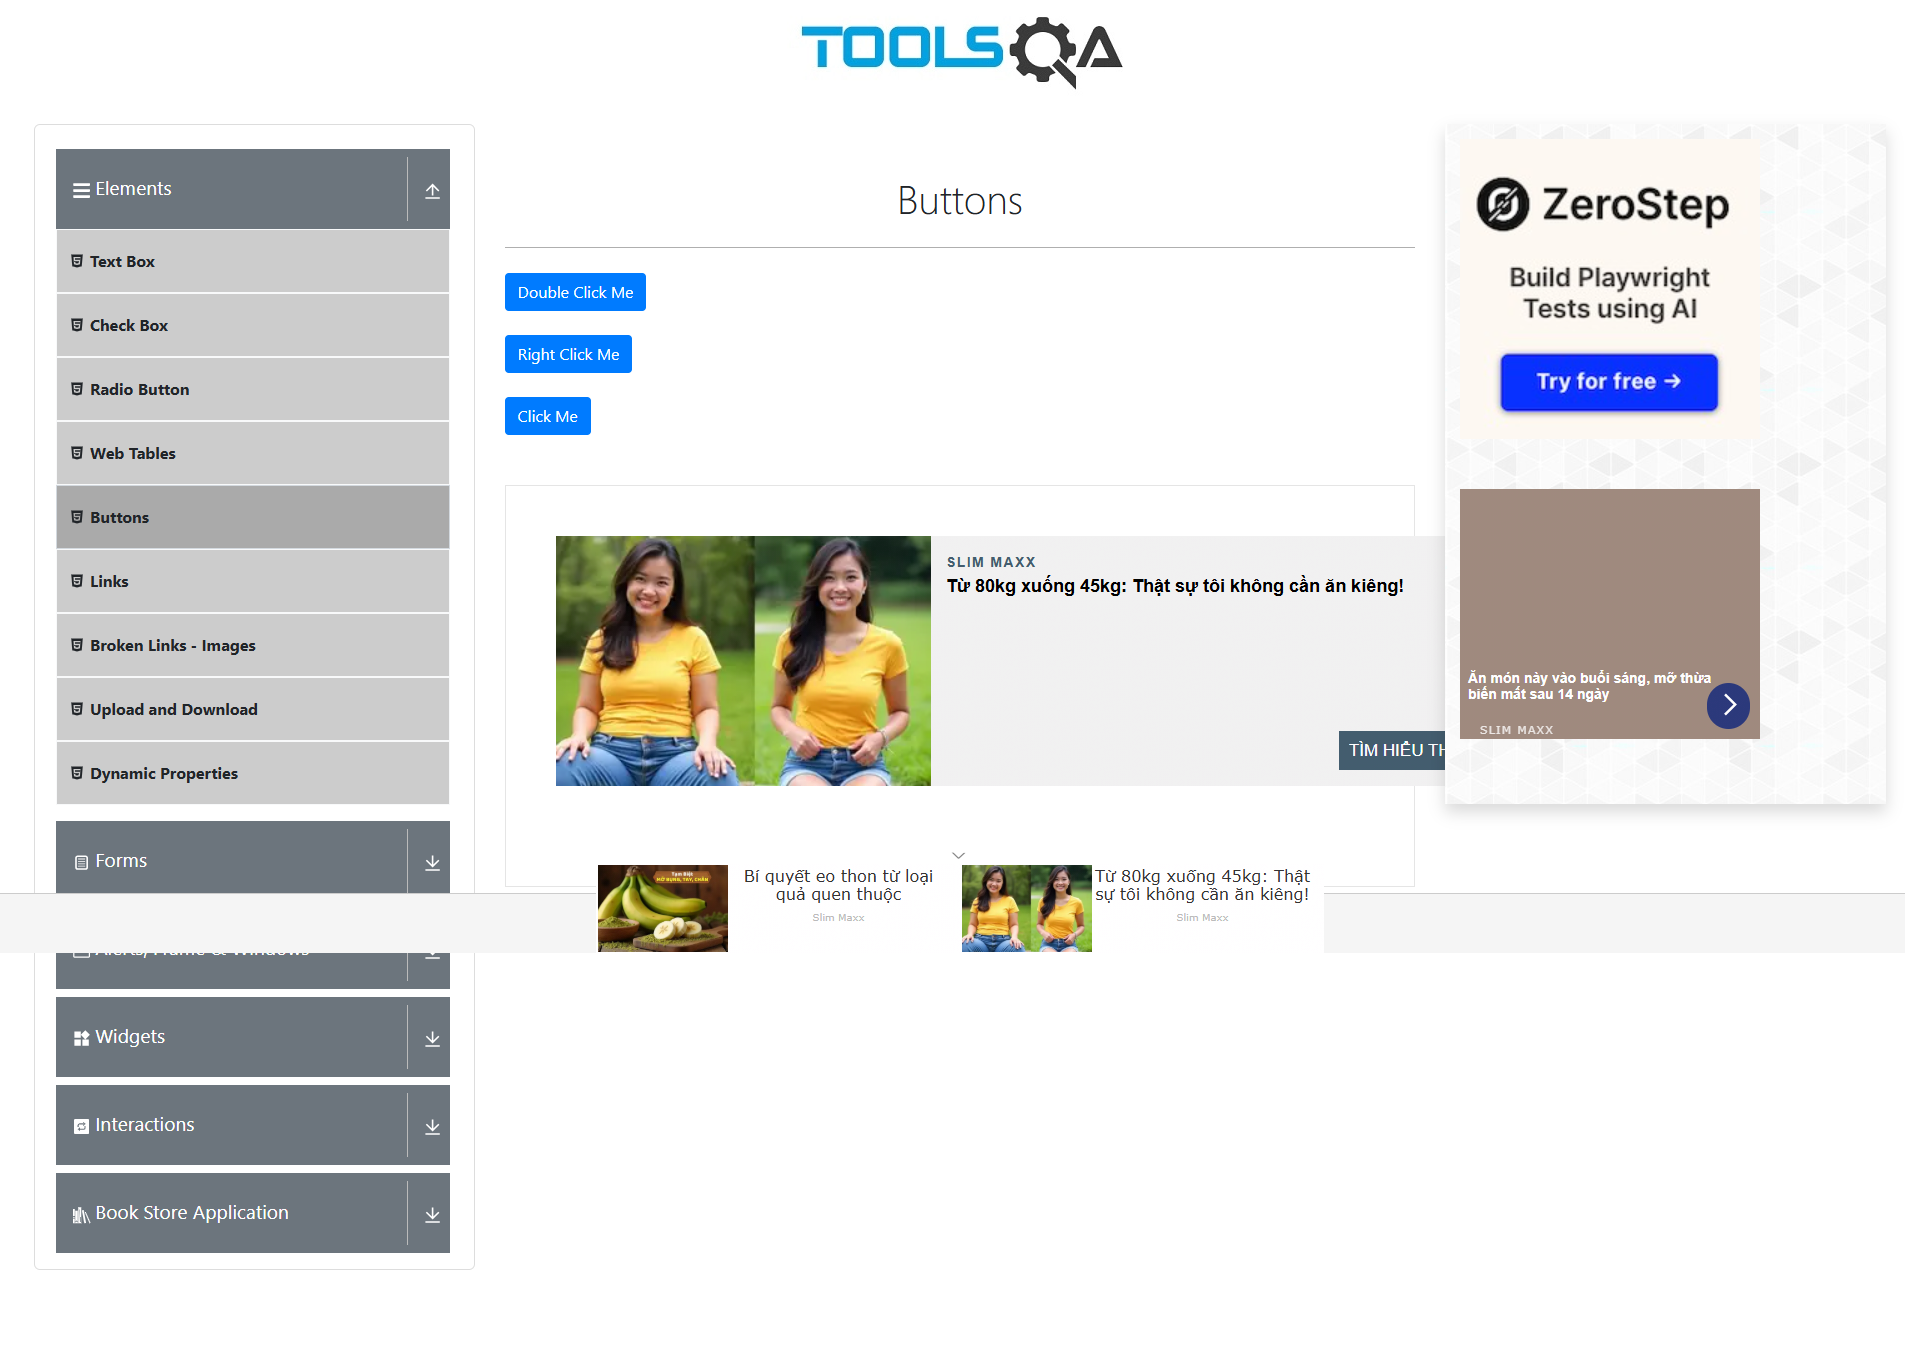 TOOLSQA
Elements
Text Box
Check Box
Radio Button
Web Tables
Buttons
Links
Broken Links - Images
Upload and Download
Dynamic Properties
Forms
Alerts, Frame & Windows
Widgets
Interactions
Book Store Application
Buttons
Double Click Me
Right Click Me
Click Me
SLIM MAXX
Từ 80kg xuống 45kg: Thật sự tôi không cần ăn kiêng!
TÌM HIỂU TH
Bí quyết eo thon từ loại
quả quen thuộc
Slim Maxx
Từ 80kg xuống 45kg: Thật
sự tôi không cần ăn kiêng!
Slim Maxx
ZeroStep
Build Playwright
Tests using AI
Try for free →
Ăn món này vào buổi sáng, mỡ thừa
biến mất sau 14 ngày
SLIM MAXX